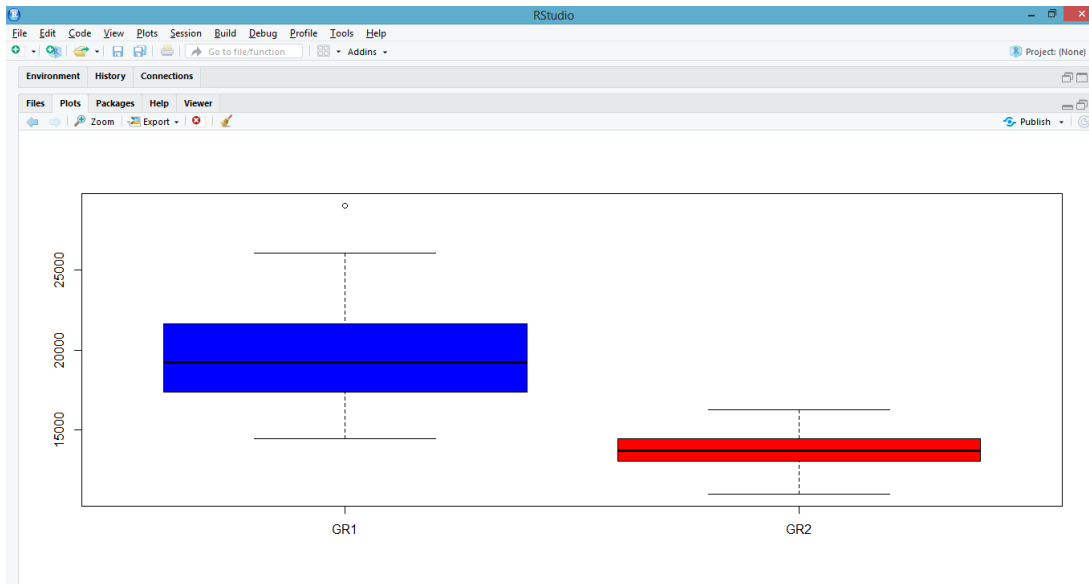 RStudio
File Edit Code View Plots Session Build Debug Profile Tools Help
Go to file/function Addins Project: (None)
Environment History Connections
Files Plots Packages Help Viewer
Zoom Export Publish
25000
20000
15000
GR1 GR2